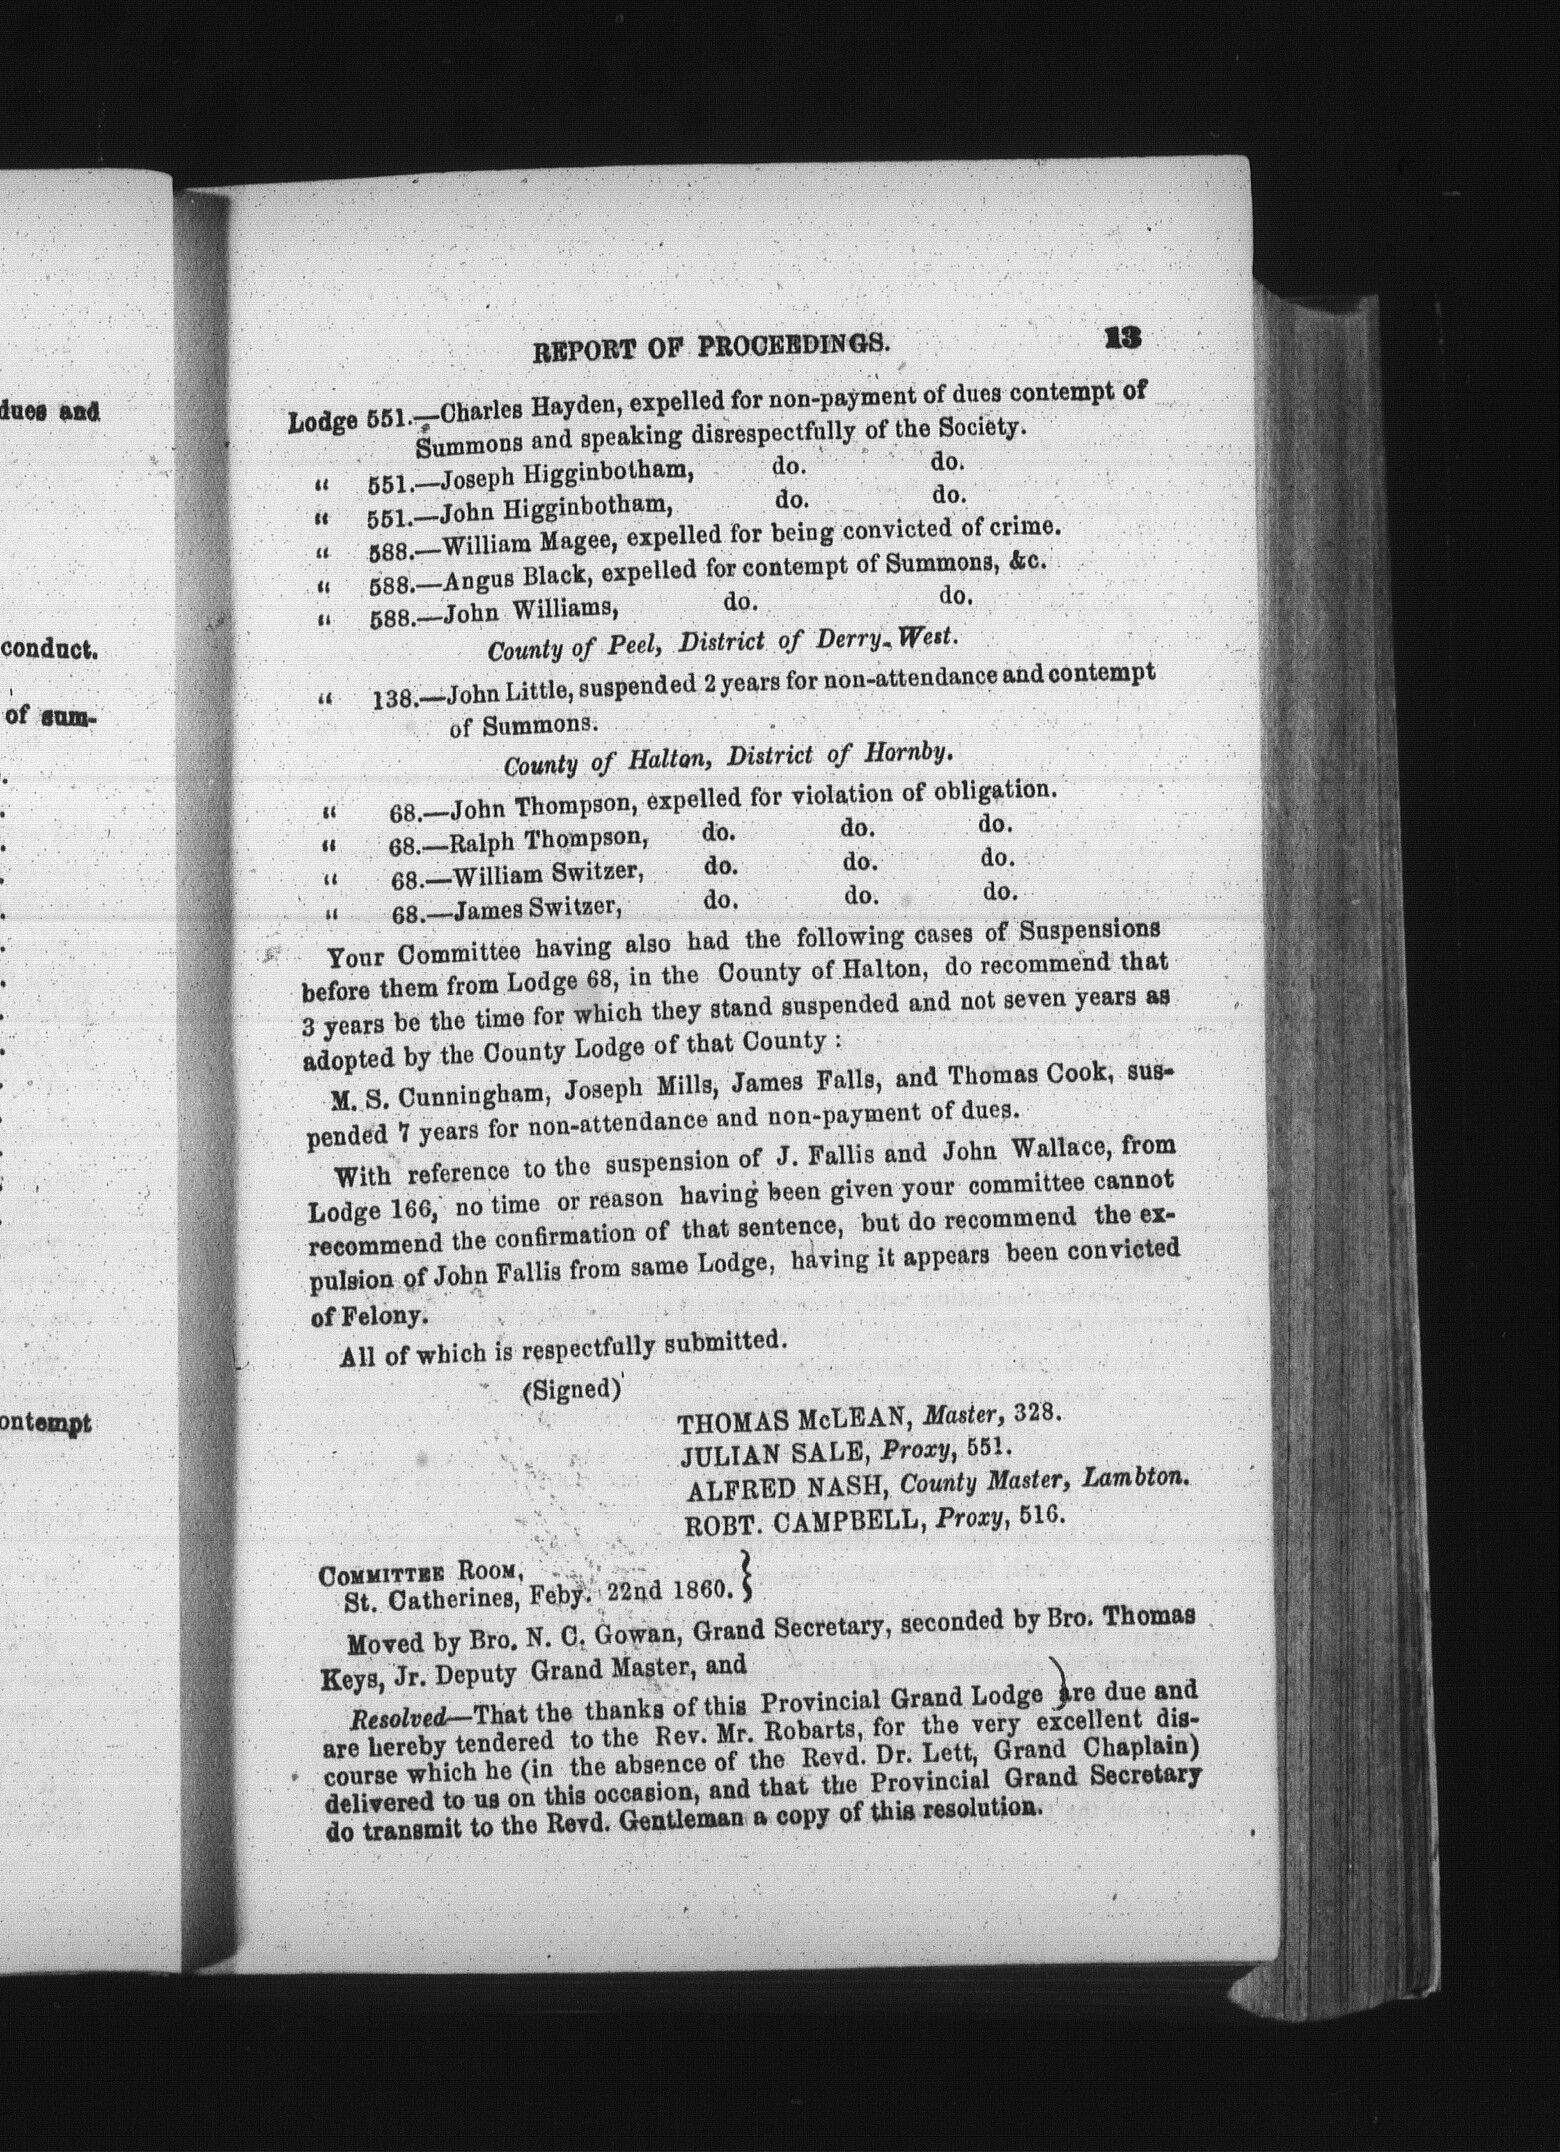 dues and
conduct.
of sum-
ontempt
REPORT OF PROCEEDINGS. 13
Lodge 551.—Charles Hayden, expelled for non-payment of dues contempt of
Summons and speaking disrespectfully of the Society.
“ 551.—Joseph Higginbotham, do. do.
“ 551.—John Higginbotham, do. do.
“ 588.—William Magee, expelled for being convicted of crime.
“ 588.—Angus Black, expelled for contempt of Summons, &c.
“ 588.—John Williams, do. do.
County of Peel, District of Derry-West.
“ 138.—John Little, suspended 2 years for non-attendance and contempt
of Summons.
County of Halton, District of Hornby.
“ 68.—John Thompson, expelled for violation of obligation.
“ 68.—Ralph Thompson, do. do. do.
“ 68.—William Switzer, do. do. do.
“ 68.—James Switzer, do. do. do.
Your Committee having also had the following cases of Suspensions
before them from Lodge 68, in the County of Halton, do recommend that
3 years be the time for which they stand suspended and not seven years as
adopted by the County Lodge of that County :
M. S. Cunningham, Joseph Mills, James Falls, and Thomas Cook, sus-
pended 7 years for non-attendance and non-payment of dues.
With reference to the suspension of J. Fallis and John Wallace, from
Lodge 166, no time or reason having been given your committee cannot
recommend the confirmation of that sentence, but do recommend the ex-
pulsion of John Fallis from same Lodge, having it appears been convicted
of Felony.
All of which is respectfully submitted.
(Signed)
THOMAS McLEAN, Master, 328.
JULIAN SALE, Proxy, 551.
ALFRED NASH, County Master, Lambton.
ROBT. CAMPBELL, Proxy, 516.
COMMITTEE ROOM,
St. Catherines, Feby. 22nd 1860. }
Moved by Bro. N. C. Gowan, Grand Secretary, seconded by Bro. Thomas
Keys, Jr. Deputy Grand Master, and
Resolved—That the thanks of this Provincial Grand Lodge are due and
are hereby tendered to the Rev. Mr. Robarts, for the very excellent dis-
course which he (in the absence of the Revd. Dr. Lett, Grand Chaplain)
delivered to us on this occasion, and that the Provincial Grand Secretary
do transmit to the Revd. Gentleman a copy of this resolution.